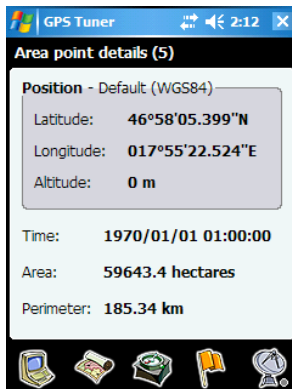 GPS Tuner 2:12
Area point details (5)
Position - Default (WGS84)
Latitude: 46°58'05.399"N
Longitude: 017°55'22.524"E
Altitude: 0 m
Time: 1970/01/01 01:00:00
Area: 59643.4 hectares
Perimeter: 185.34 km